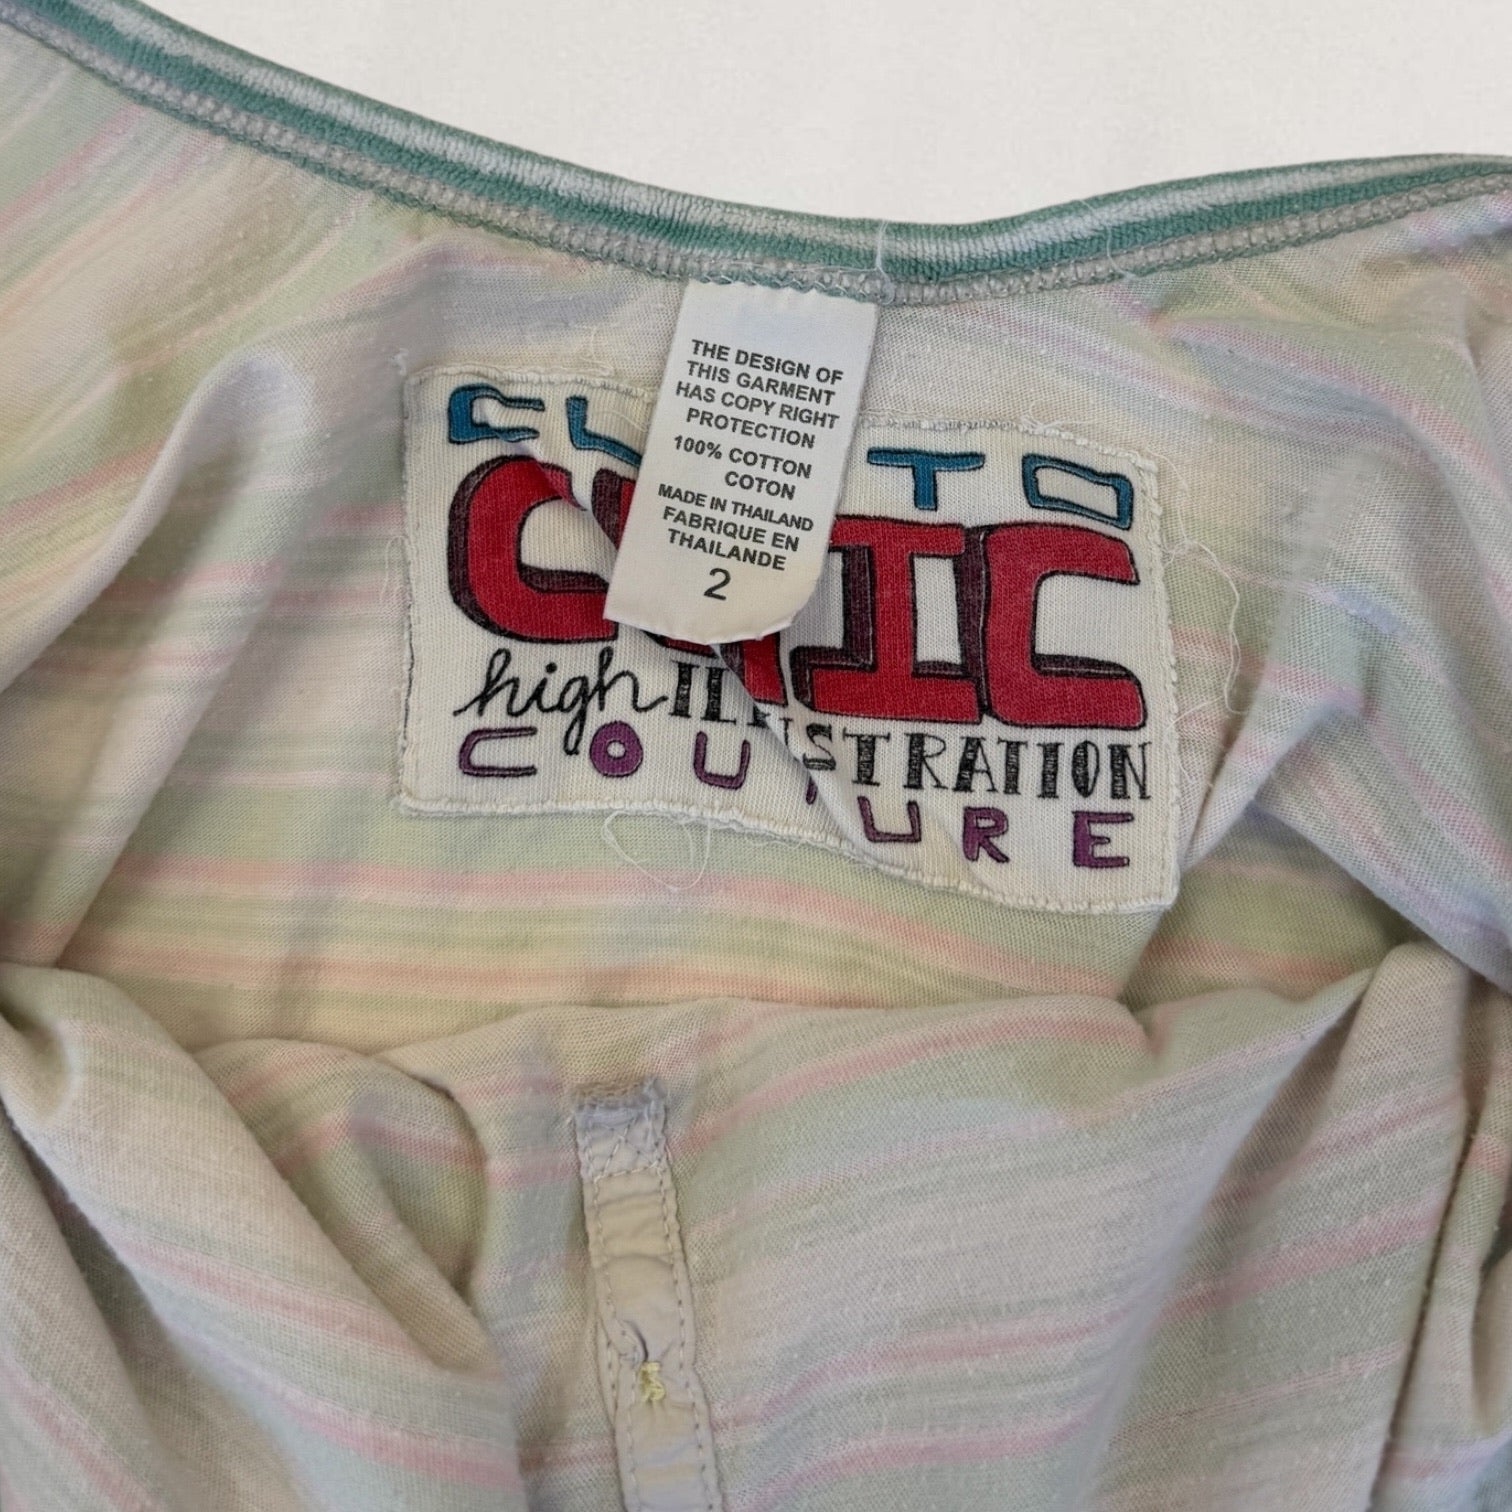 THE DESIGN OF
THIS GARMENT
HAS COPY RIGHT
PROTECTION
100% COTTON
COTON
MADE IN THAILAND
FABRIQUE EN
THAILANDE
2
TO
high ILLUSTRATION
COUTURE